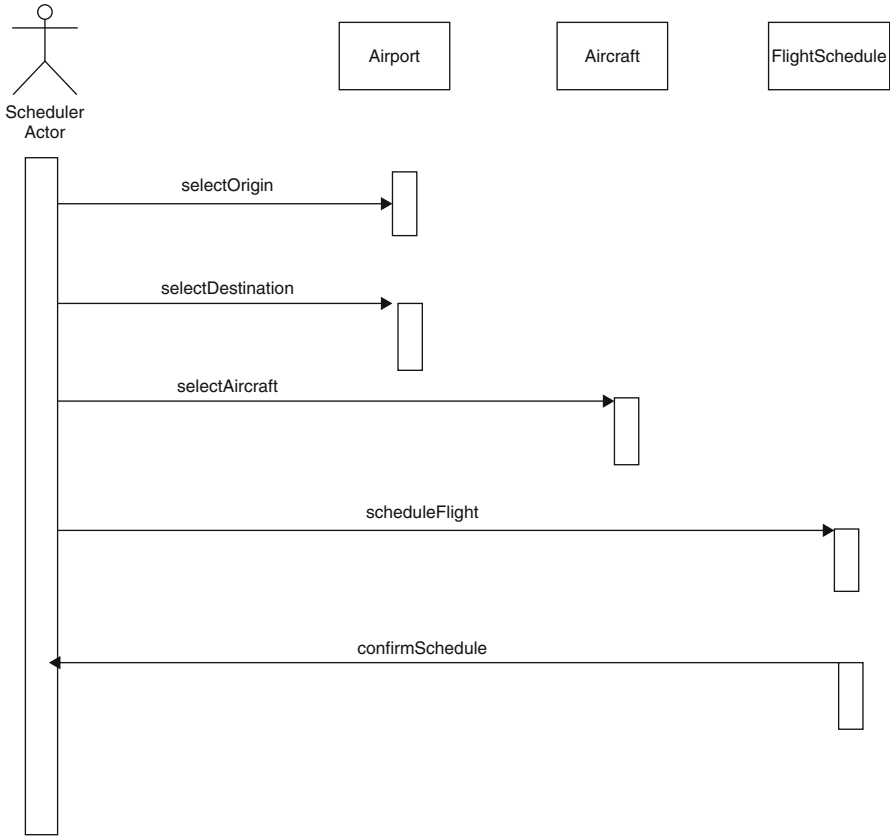 Airport
Aircraft
FlightSchedule
Scheduler
Actor
selectOrigin
selectDestination
selectAircraft
scheduleFlight
confirmSchedule